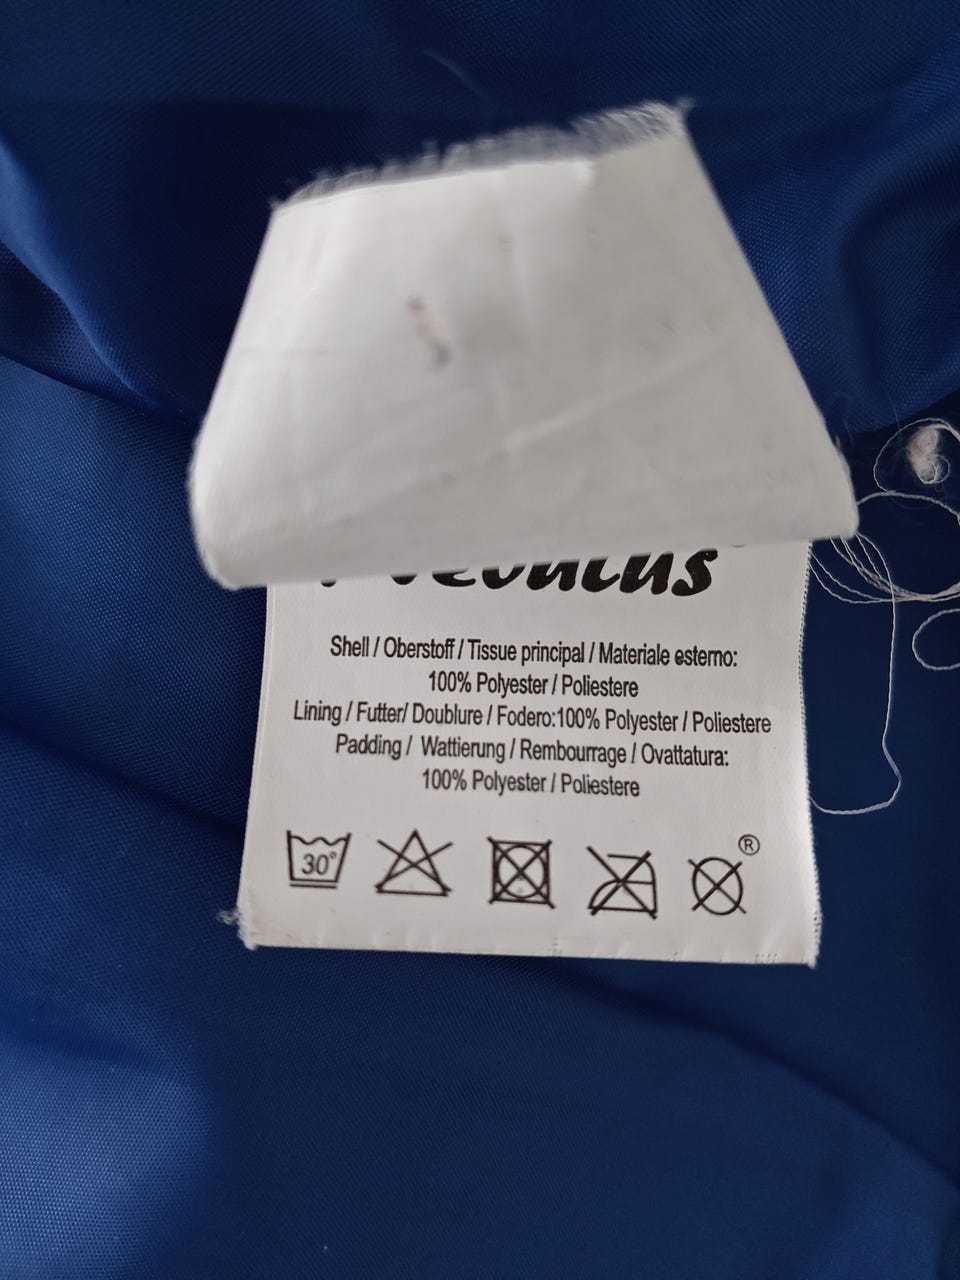 Shell / Oberstoff / Tissue principal / Materiale esterno:
100% Polyester / Poliestere
Lining / Futter/ Doublure / Fodero:100% Polyester / Poliestere
Padding / Wattierung / Rembourrage / Ovattatura:
100% Polyester / Poliestere
30°
®